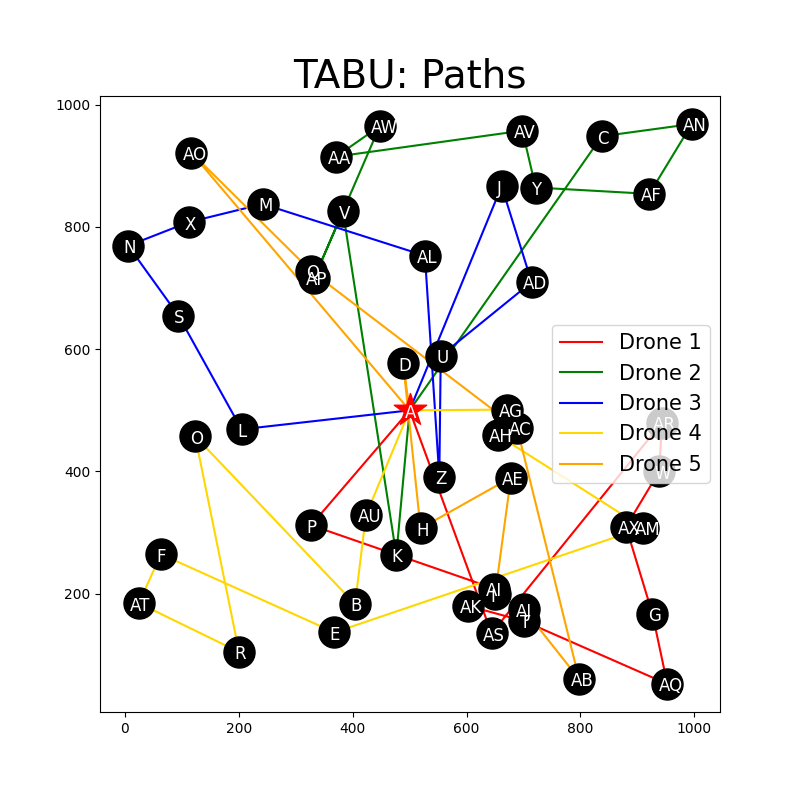 TABU: Paths
1000
800
600
400
200
0
200
400
600
800
1000
AW
AV
C
AN
AO
AA
J
Y
AF
M
V
X
N
AL
Q
AP
AD
S
U
D
A
AG
L
O
AH
AC
AR
Z
AE
W
AU
P
H
AX
AM
K
F
AI
I
AT
B
AK
AJ
G
T
E
AS
R
AB
AQ
Drone 1
Drone 2
Drone 3
Drone 4
Drone 5